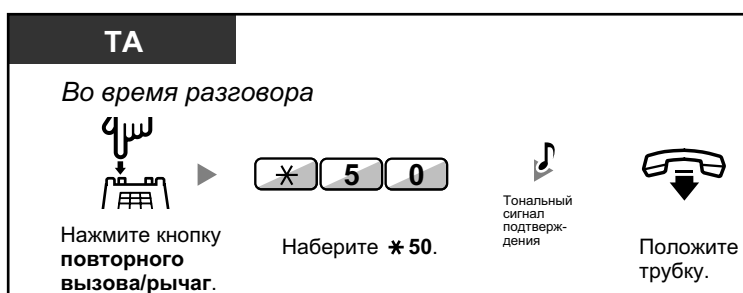 ТА
Во время разговора
* 5 0
Нажмите кнопку
повторного
вызова/рычаг.
Наберите * 50.
Тональный
сигнал
подтверж-
дения
Положите
трубку.